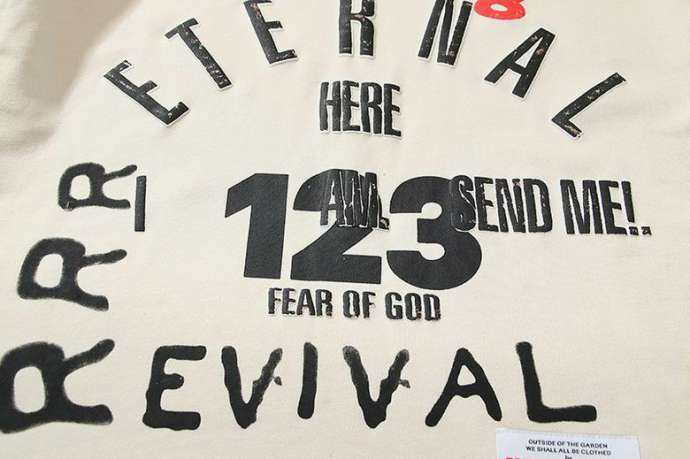 8
ETERNAL
HERE
I AM. SEND ME!
123
FEAR OF GOD
R
R
REVIVAL
OUTSIDE OF THE GARDEN
WE SHALL ALL BE CLOTHED